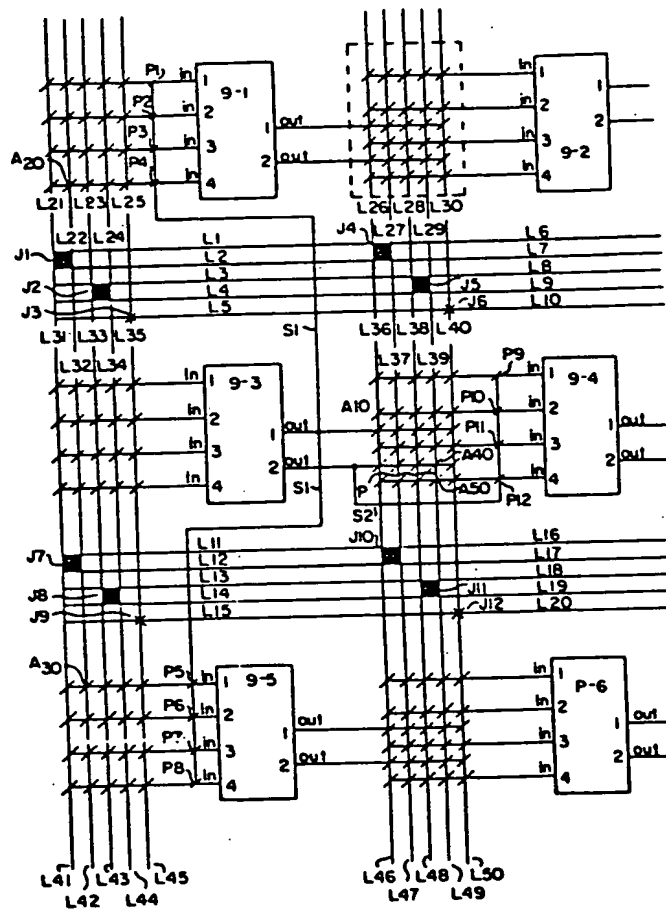 P1 in 1 9-1 in 1
P2 in 2 1 out in 2 1
P3 in 3 2 out in 3 2
A20 P4 in 4 in 4 9-2
L21 L23 L25 L26 L28 L30
L22 L24 J4 L27 L29
J1 L1 L6
L2 L7
L3 L8
J2 L4 J5 L9
J3 L5 J6 L10
L31 L33 L35 S1 L36 L38 L40
L32 L34 L37 L39 P9
in 1 9-3 in 1 9-4
in 2 A10 P10 in 2
in 3 1 out P11 in 3 1 out
in 4 2 out A40 in 4 2 out
S1 P A50 P12
S2
L11 J10 L16
J7 L12 L17
L13 L18
J8 L14 J11 L19
J9 L15 J12 L20
A30 P5 in 1 9-5 in 1 P-6
P6 in 2 1 out in 2 1 out
P7 in 3 2 out in 3 2 out
P8 in 4 in 4
L41 L43 L45 L46 L48 L50
L42 L44 L47 L49